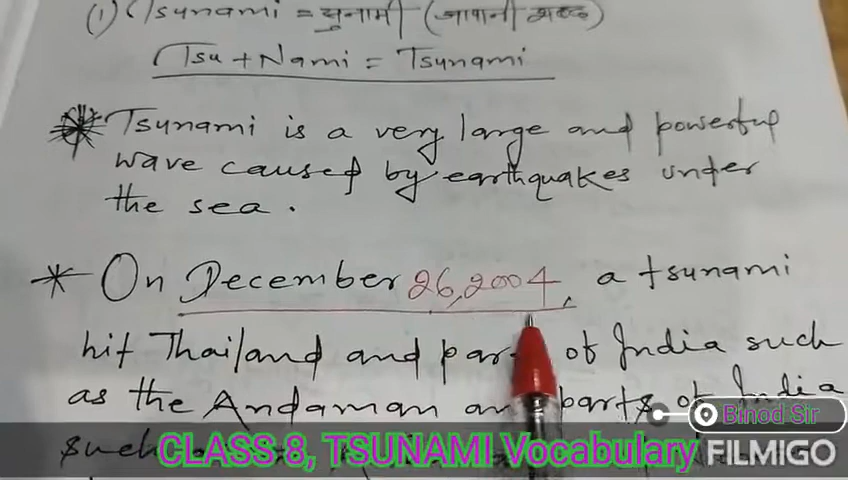 (1) Tsunami = सुनामी (जापानी शब्द)
Tsu + Nami = Tsunami
* Tsunami is a very large and powerful
wave caused by earthquakes under
the sea.
* On December 26, 2004, a tsunami
hit Thailand and par of India such
as the Andaman an parts of India
such
Binod Sir
CLASS 8, TSUNAMI Vocabulary
FILMIGO